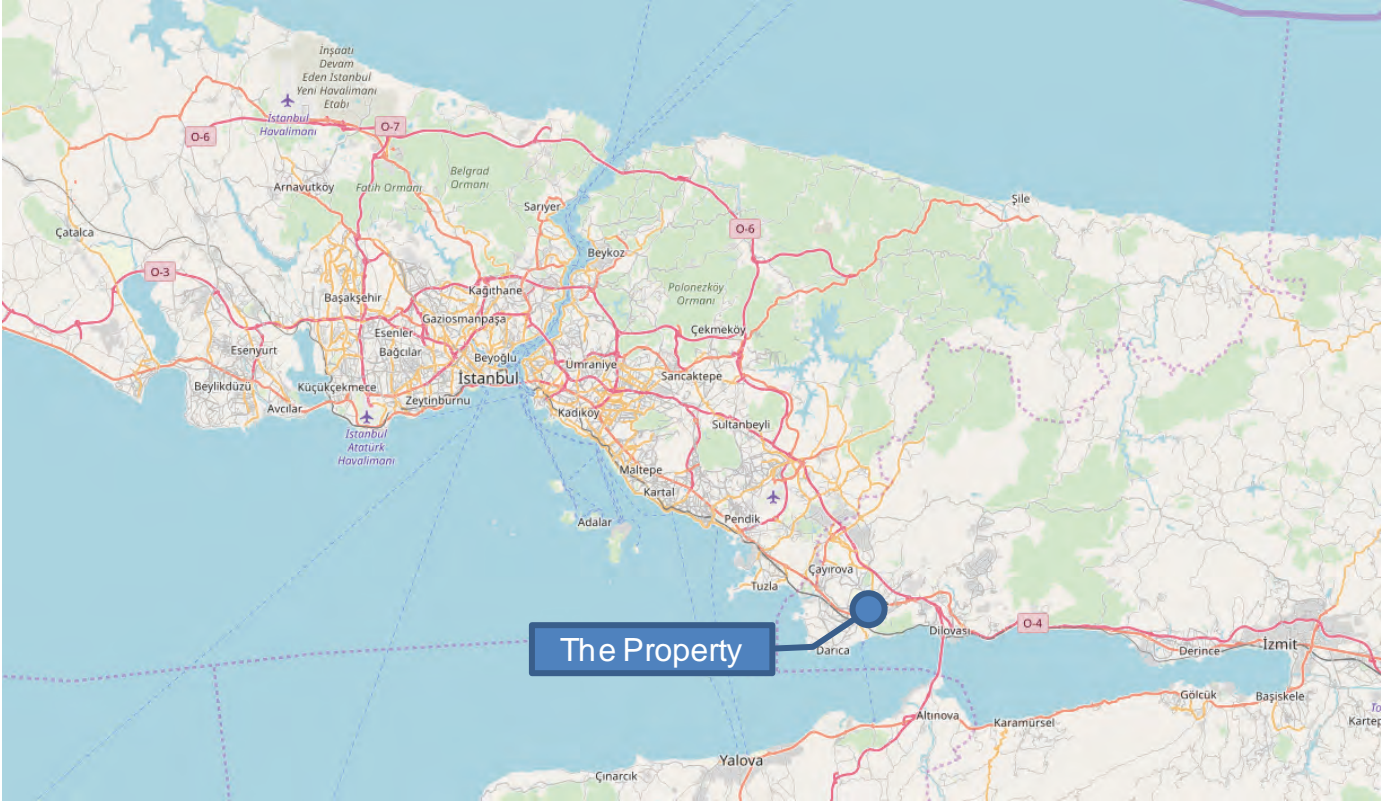 İnşaatı
Devam
Eden İstanbul
Yeni Havalimanı
Etabı
İstanbul
Havalimanı
O-7
O-6
Belgrad
Ormanı
Arnavutköy
Fatih Ormanı
Şile
Sarıyer
Çatalca
O-6
Beykoz
O-3
Kağıthane
Polonezköy
Ormanı
Başakşehir
Gaziosmanpaşa
Esenler
Çekmeköy
Esenyurt
Bağcılar
Beyoğlu
Ümraniye
Sancaktepe
İstanbul
Beylikdüzü
Küçükçekmece
Zeytinburnu
Avcılar
Kadıköy
Sultanbeyli
İstanbul
Atatürk
Havalimanı
Maltepe
Kartal
Adalar
Pendik
Çayırova
Tuzla
O-4
Dilovası
The Property
Darıca
Derince
İzmit
Gölcük
Başiskele
Altınova
Karamürsel
Kartep
Yalova
Çınarcık